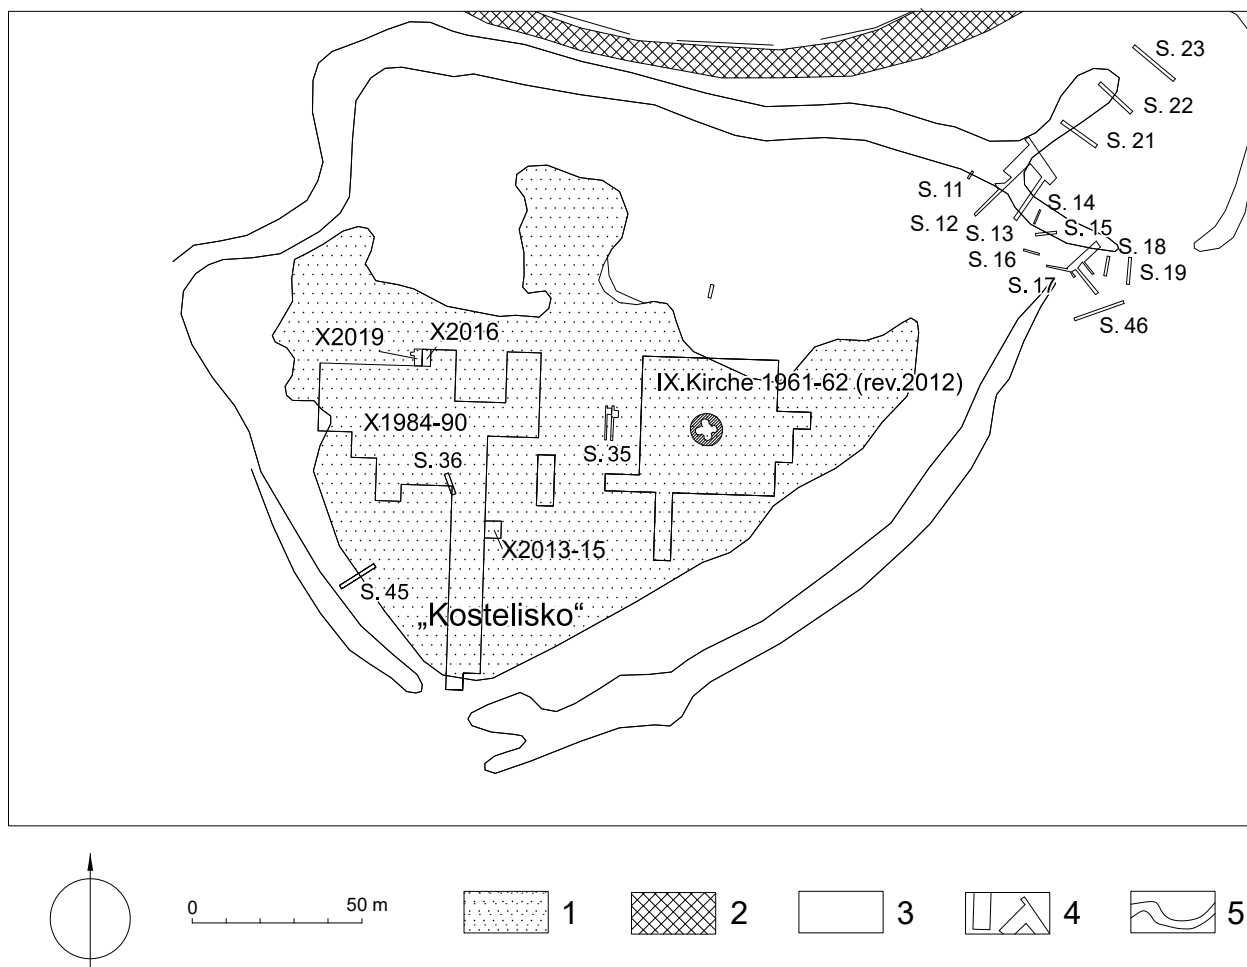 S. 23
S. 22
S. 21
S. 11
S. 14
S. 12
S. 13
S. 15
S. 18
S. 16
S. 19
S. 17
S. 46
X2019
X2016
IX.Kirche 1961-62 (rev.2012)
X1984-90
S. 36
S. 35
X2013-15
S. 45
„Kostelisko“
0
50 m
1
2
3
4
5